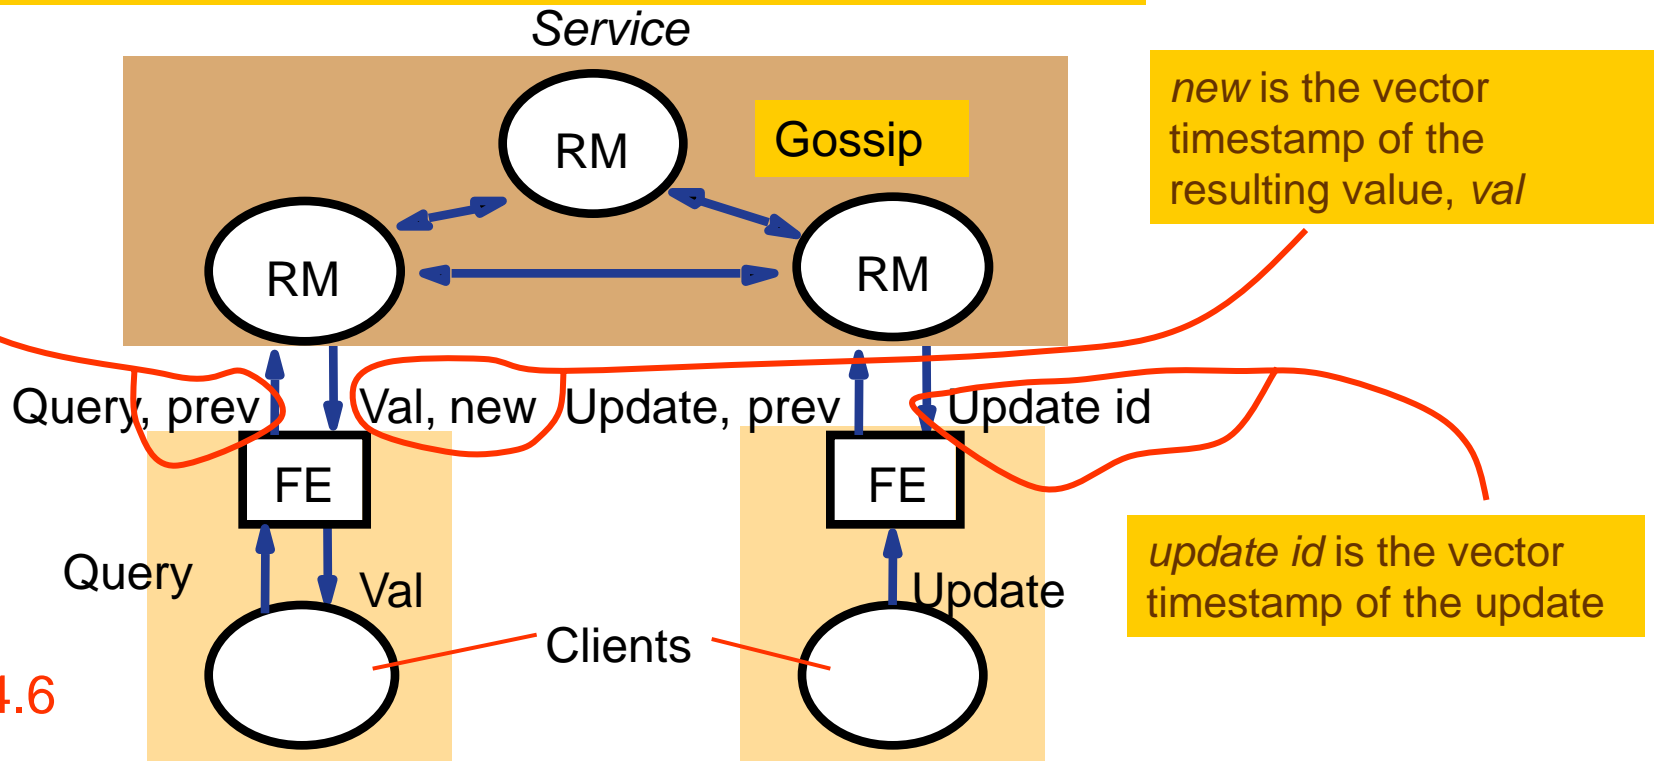 Service
RM
Gossip
new is the vector
timestamp of the
resulting value, val
RM
RM
Query, prev
Val, new
Update, prev
Update id
FE
FE
Query
Val
Update
update id is the vector
timestamp of the update
Clients
4.6